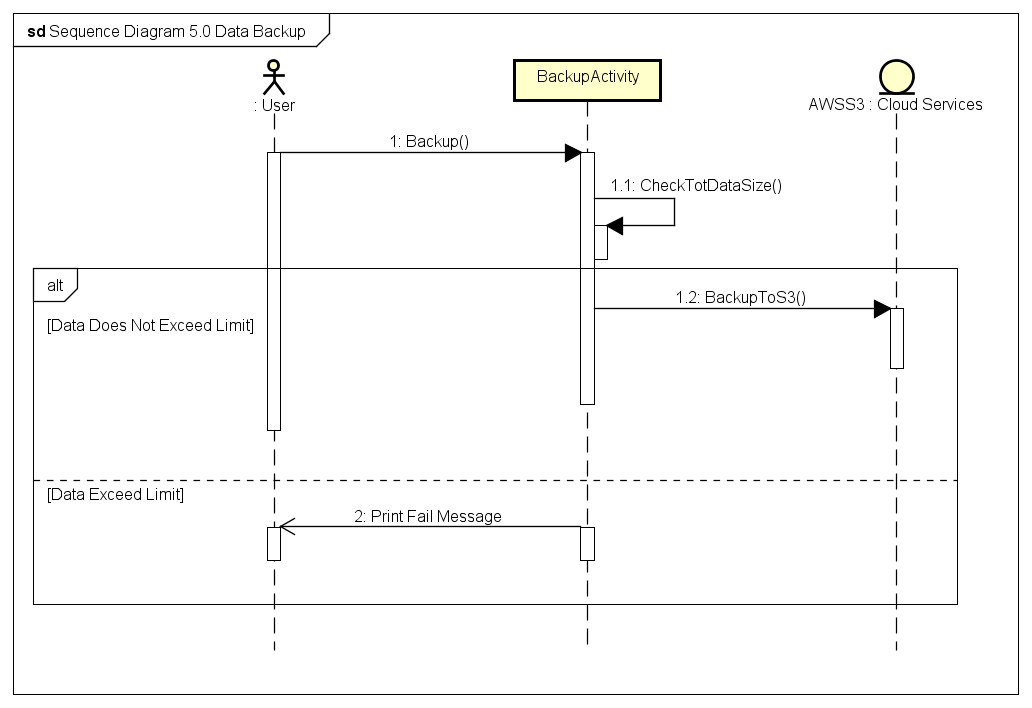 sd Sequence Diagram 5.0 Data Backup
: User
BackupActivity
AWSS3 : Cloud Services
1: Backup()
1.1: CheckTotDataSize()
alt
1.2: BackupToS3()
[Data Does Not Exceed Limit]
[Data Exceed Limit]
2: Print Fail Message